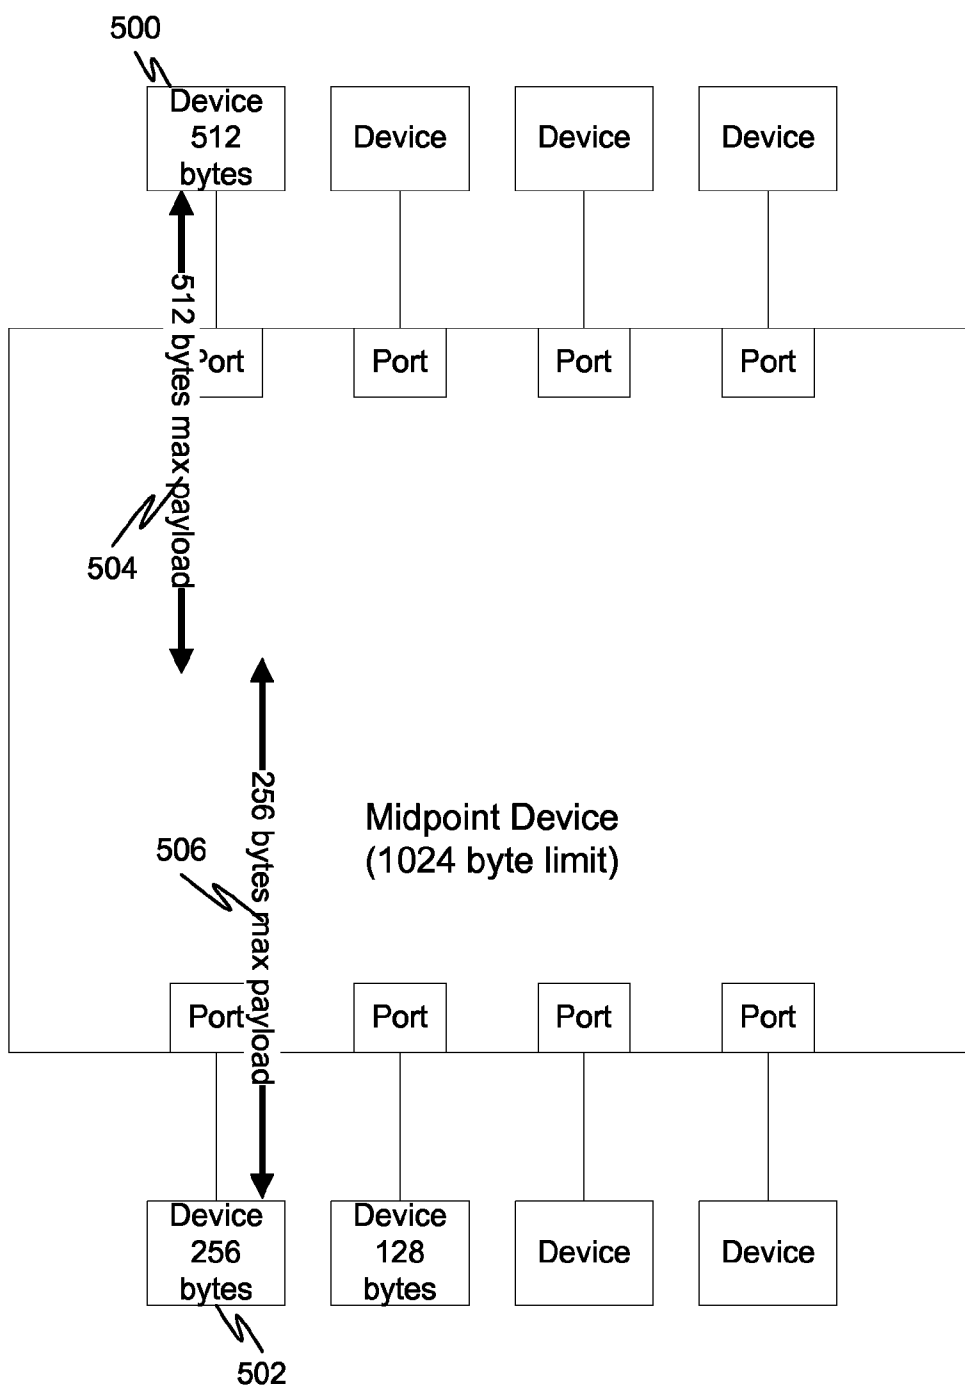 500
Device
512
bytes
Device
Device
Device
512 bytes max payload
Port
Port
Port
Port
504
256 bytes max payload
Midpoint Device
(1024 byte limit)
506
Port
Port
Port
Port
Device
256
bytes
Device
128
bytes
Device
Device
502